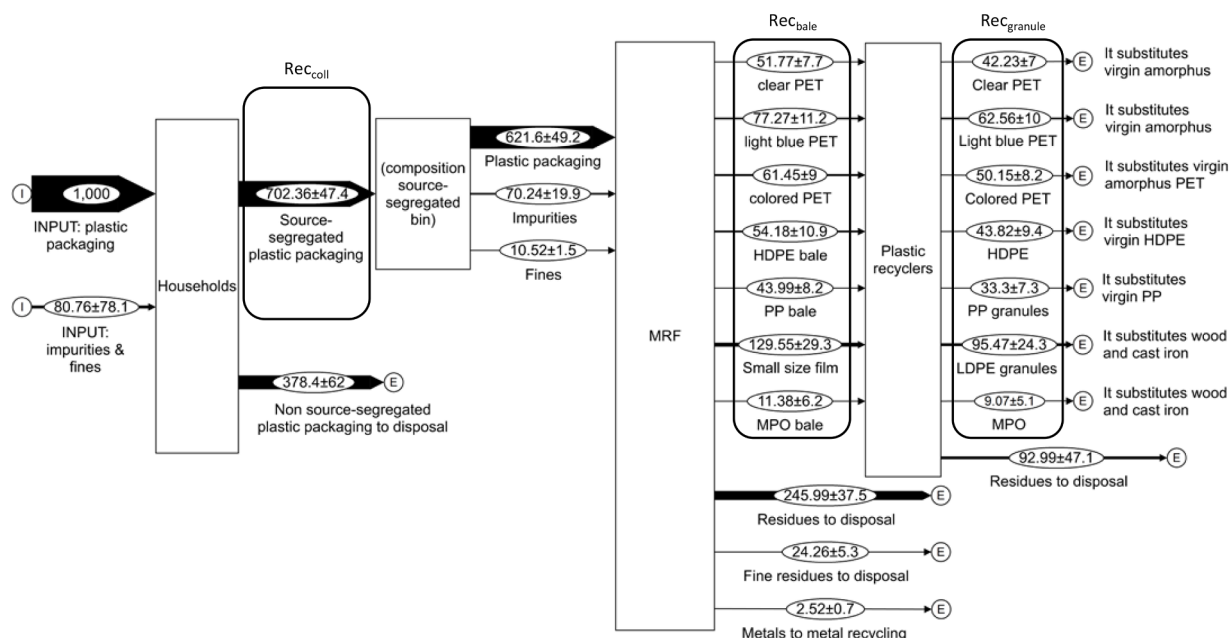 Rec_coll
Rec_bale
Rec_granule
I
1,000
INPUT: plastic
packaging
I
80.76±78.1
INPUT:
impurities &
fines
Households
702.36±47.4
Source-
segregated
plastic packaging
378.4±62
E
Non source-segregated
plastic packaging to disposal
(composition
source-
segregated
bin)
621.6±49.2
Plastic packaging
70.24±19.9
Impurities
10.52±1.5
Fines
MRF
51.77±7.7
clear PET
77.27±11.2
light blue PET
61.45±9
colored PET
54.18±10.9
HDPE bale
43.99±8.2
PP bale
129.55±29.3
Small size film
11.38±6.2
MPO bale
245.99±37.5
E
Residues to disposal
24.26±5.3
E
Fine residues to disposal
2.52±0.7
E
Metals to metal recycling
Plastic
recyclers
42.23±7
Clear PET
E
It substitutes
virgin amorphus
62.56±10
Light blue PET
E
It substitutes
virgin amorphus
50.15±8.2
Colored PET
E
It substitutes virgin
amorphus PET
43.82±9.4
HDPE
E
It substitutes
virgin HDPE
33.3±7.3
PP granules
E
It substitutes
virgin PP
95.47±24.3
LDPE granules
E
It substitutes wood
and cast iron
9.07±5.1
MPO
E
It substitutes wood
and cast iron
92.99±47.1
E
Residues to disposal